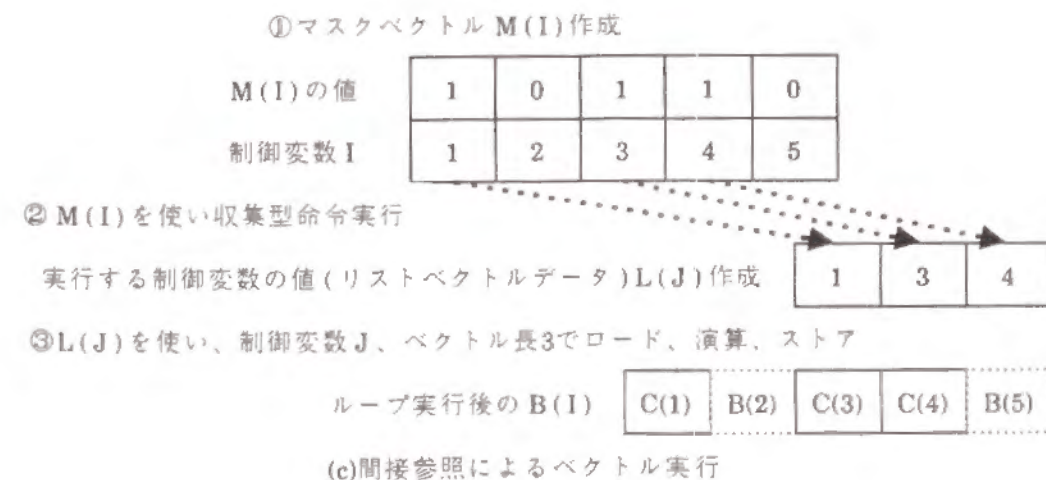 ①マスクベクトル M(I)作成
M(I)の値 1 0 1 1 0
制御変数 I 1 2 3 4 5
② M(I)を使い収集型命令実行
実行する制御変数の値(リストベクトルデータ)L(J)作成 1 3 4
③L(J)を使い、制御変数 J、ベクトル長3でロード、演算、ストア
ループ実行後の B(I) C(1) B(2) C(3) C(4) B(5)
(c)間接参照によるベクトル実行